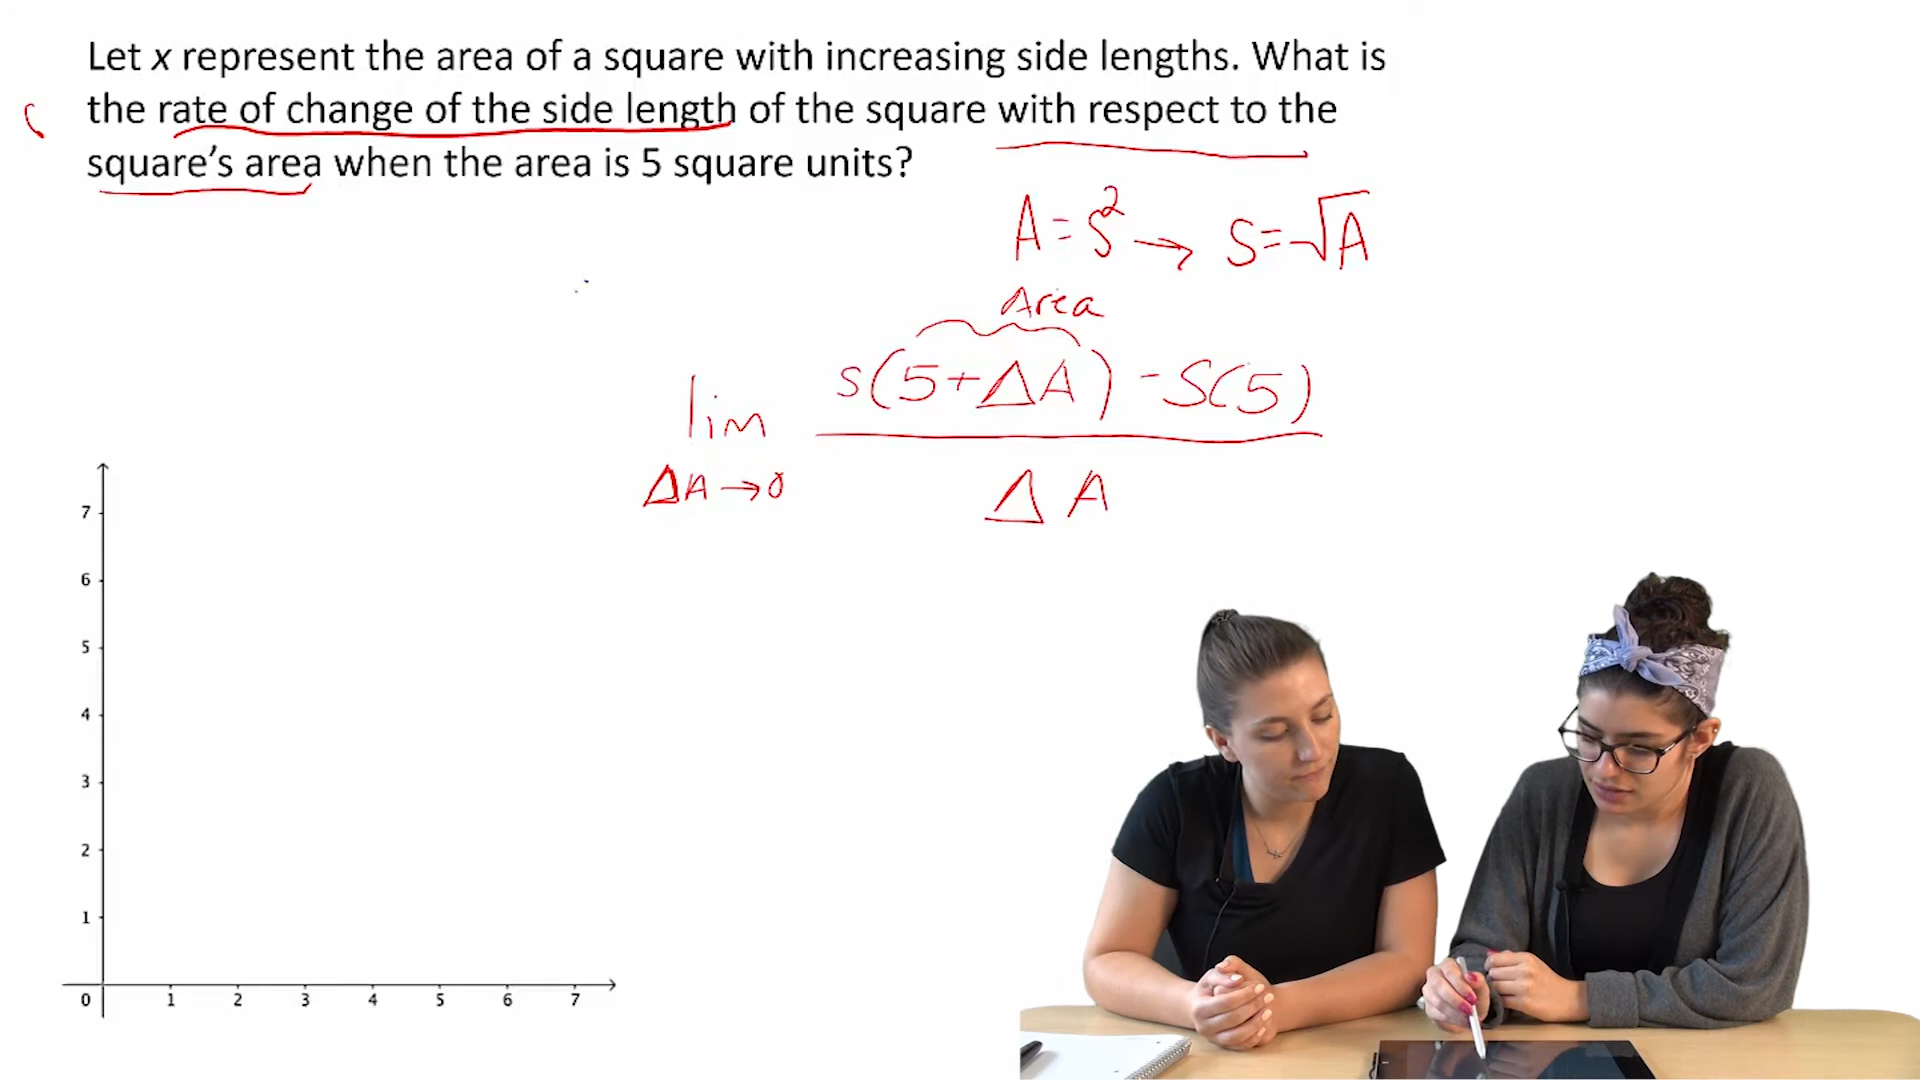 Let x represent the area of a square with increasing side lengths. What is
the rate of change of the side length of the square with respect to the
square's area when the area is 5 square units?
A = s² → S = √A
Area
lim s(5+ΔA) - S(5)
ΔA→0 ΔA
7
6
5
4
3
2
1
0 1 2 3 4 5 6 7